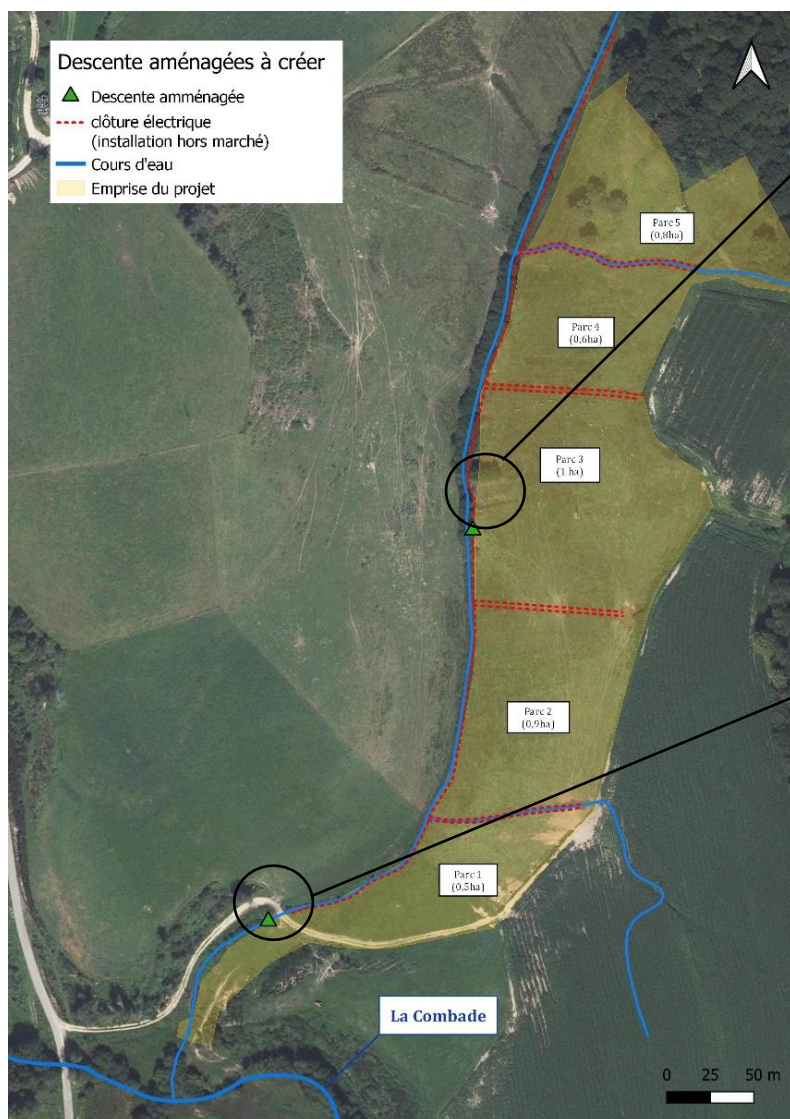 Descente aménagées à créer
Descente amménagée
clôture électrique
(installation hors marché)
Cours d'eau
Emprise du projet
Parc 5
(0,8ha)
Parc 4
(0,6ha)
Parc 3
(1 ha)
Parc 2
(0,9ha)
Parc 1
(0,5ha)
La Combade
0 25 50 m